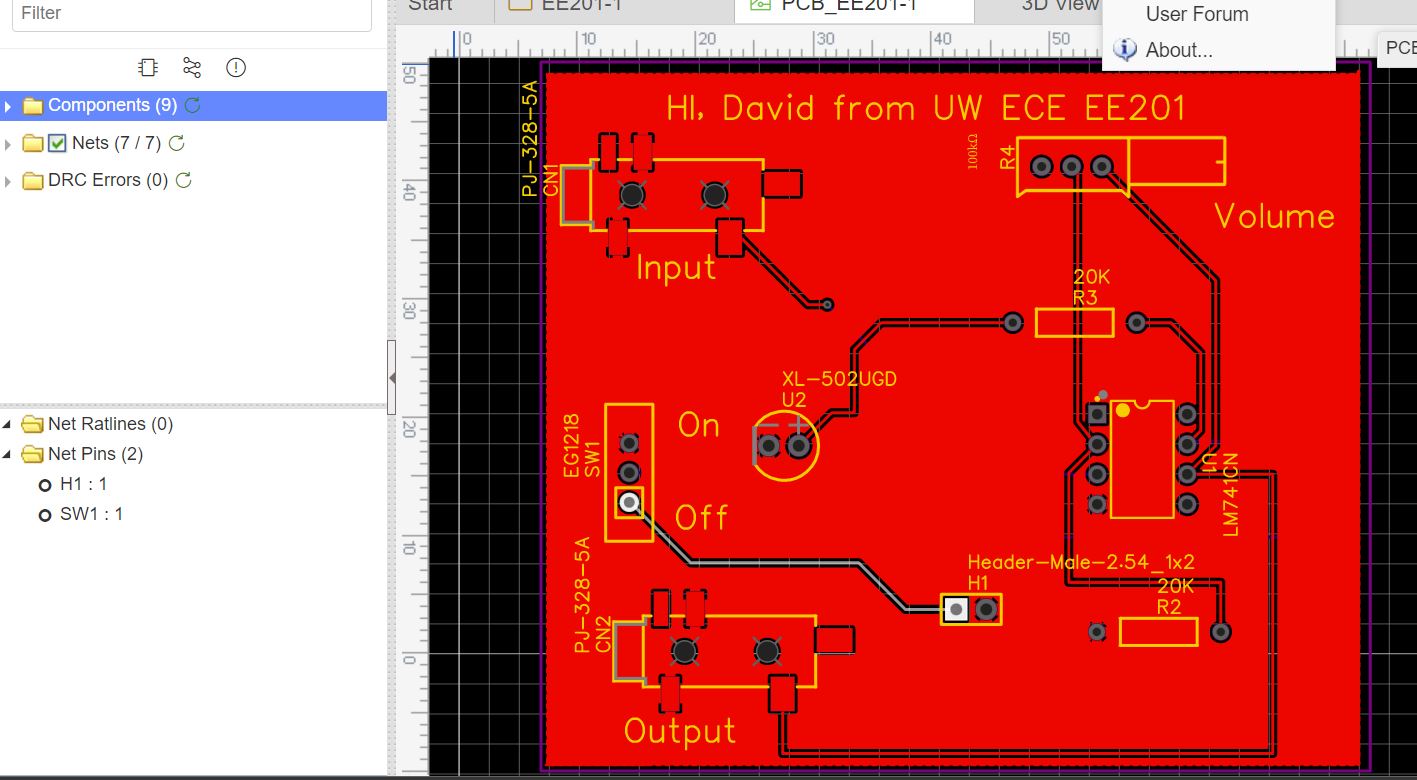 Start
EE201-1
PCB_EE201-1
3D View
User Forum
About...
PCE
Filter
Components (9)
Nets (7 / 7)
DRC Errors (0)
Net Ratlines (0)
Net Pins (2)
H1 : 1
SW1 : 1
0
10
20
30
40
50
50
40
30
20
10
0
HI, David from UW ECE EE201
PJ-328-5A
CN1
100kΩ
R4
Volume
Input
20K
R3
XL-502UGD
U2
On
EG1218
SW1
Off
U1
LM741CN
Header-Male-2.54_1x2
H1
20K
R2
PJ-328-5A
CN2
Output